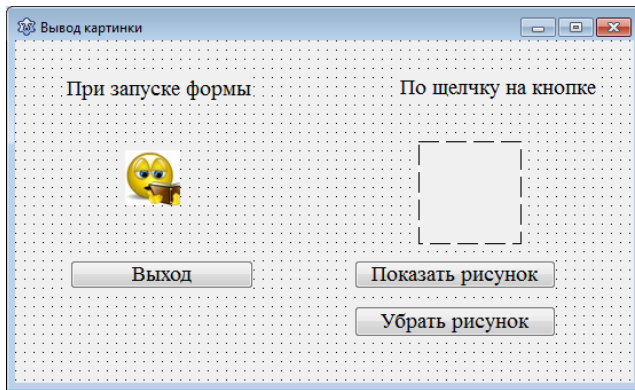 Вывод картинки
При запуске формы
По щелчку на кнопке
Выход
Показать рисунок
Убрать рисунок